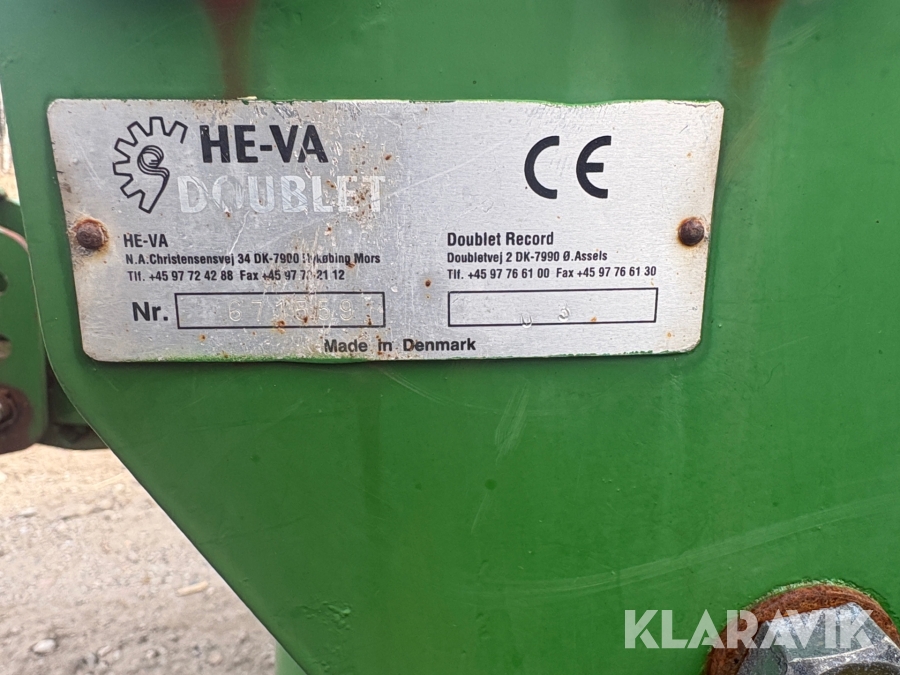 HE-VA
DOUBLET
CE
HE-VA
N.A.Christensensvej 34 DK-7900 Mors
Tlf. +45 97 72 42 88 Fax +45 97 72 21 12
Doublet Record
Doubletvej 2 DK-7990 Ø.Assels
Tlf. +45 97 76 61 00 Fax +45 97 76 61 30
Nr.
03
Made in Denmark
KLARAVIK